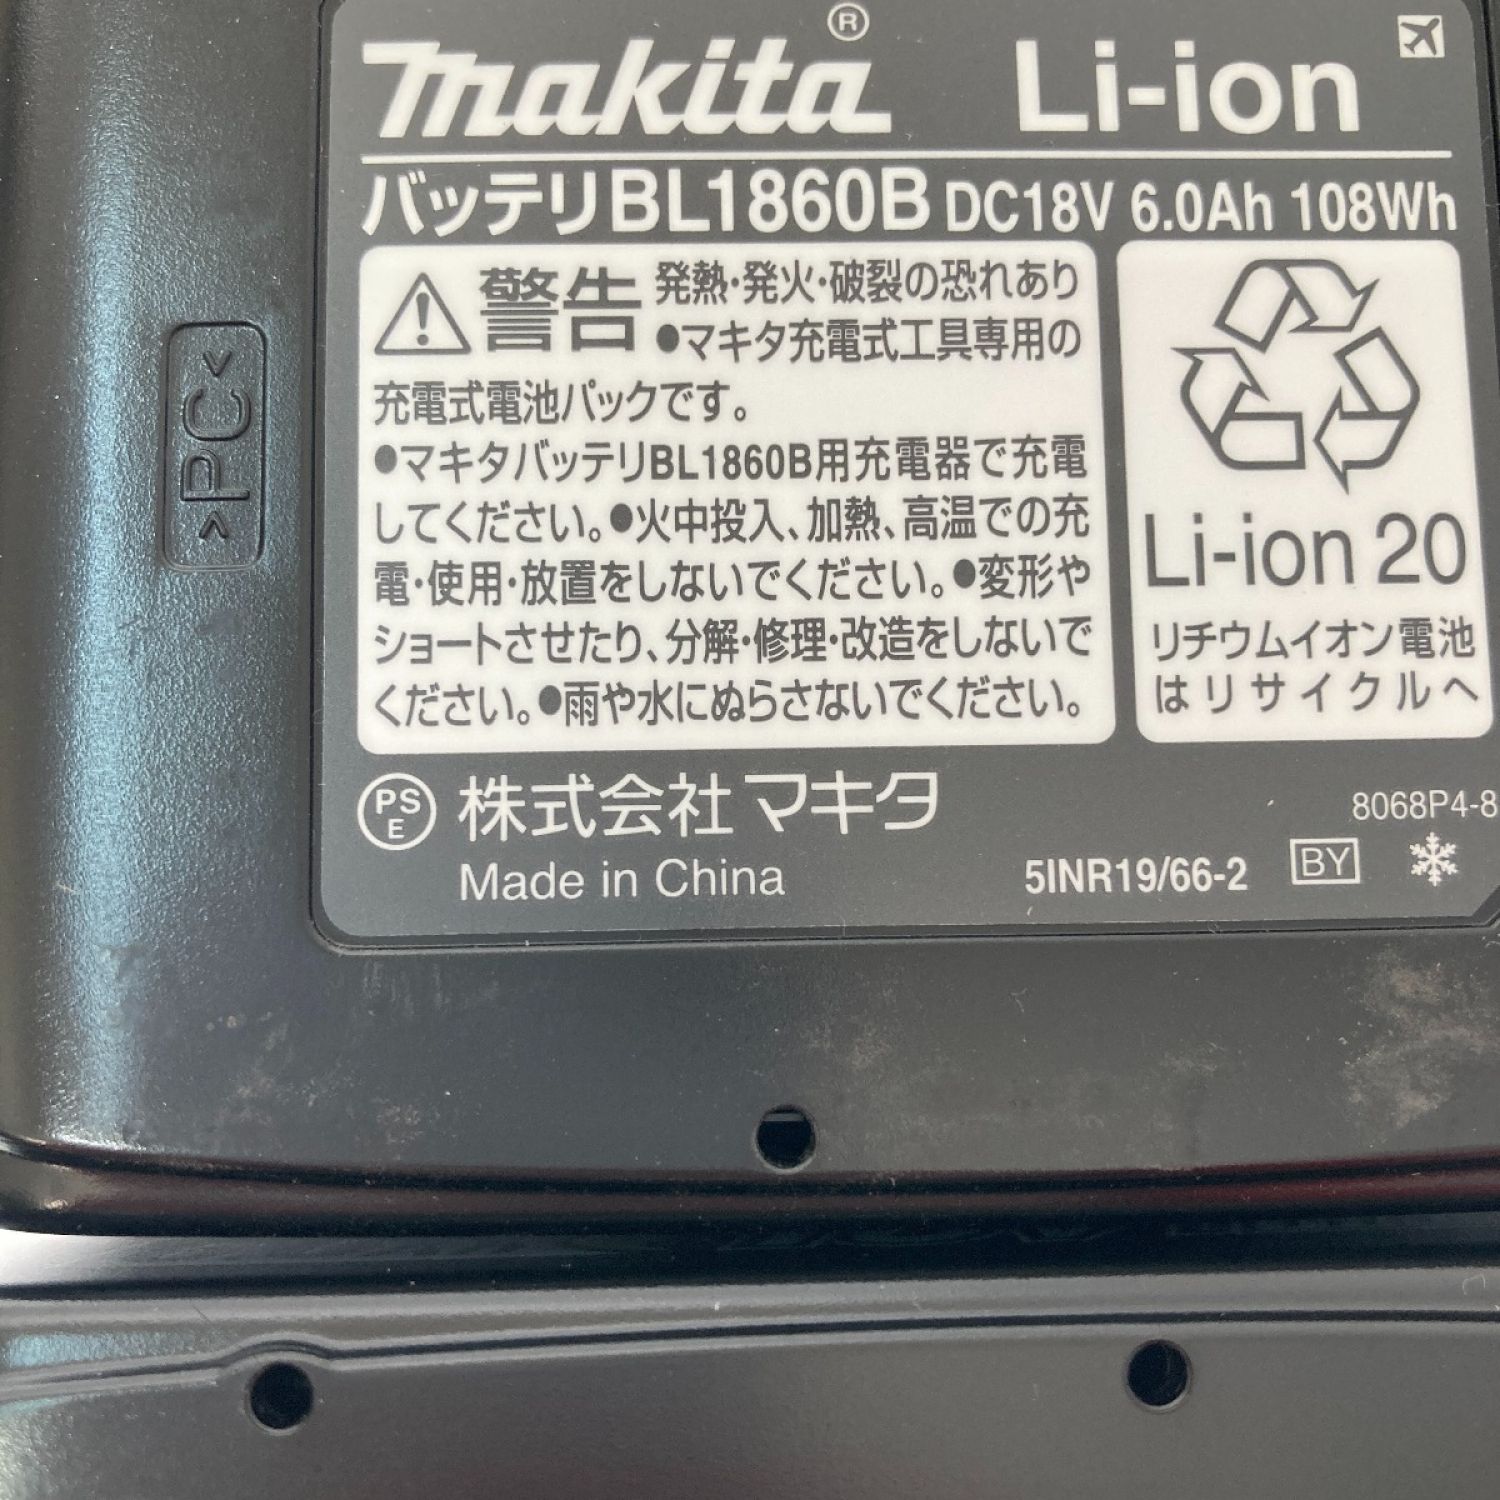 makita® Li-ion
バッテリBL1860B DC18V 6.0Ah 108Wh
警告 発熱・発火・破裂の恐れあり
●マキタ充電式工具専用の
充電式電池パックです。
●マキタバッテリBL1860B用充電器で充電
してください。●火中投入、加熱、高温での充
電・使用・放置をしないでください。●変形や
ショートさせたり、分解・修理・改造をしないで
ください。●雨や水にぬらさないでください。
Li-ion 20
リチウムイオン電池
はリサイクルへ
PS
E
株式会社マキタ
Made in China
8068P4-8
5INR19/66-2
BY
>PC<